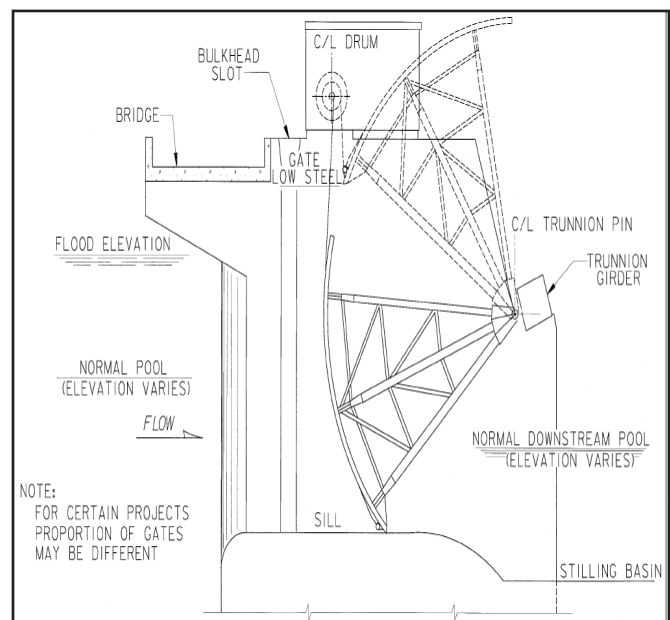 C/L DRUM
BULKHEAD
SLOT
BRIDGE
GATE
LOW STEEL
C/L TRUNNION PIN
FLOOD ELEVATION
TRUNNION
GIRDER
NORMAL POOL
(ELEVATION VARIES)
FLOW
NORMAL DOWNSTREAM POOL
(ELEVATION VARIES)
NOTE:
FOR CERTAIN PROJECTS
PROPORTION OF GATES
MAY BE DIFFERENT
SILL
STILLING BASIN